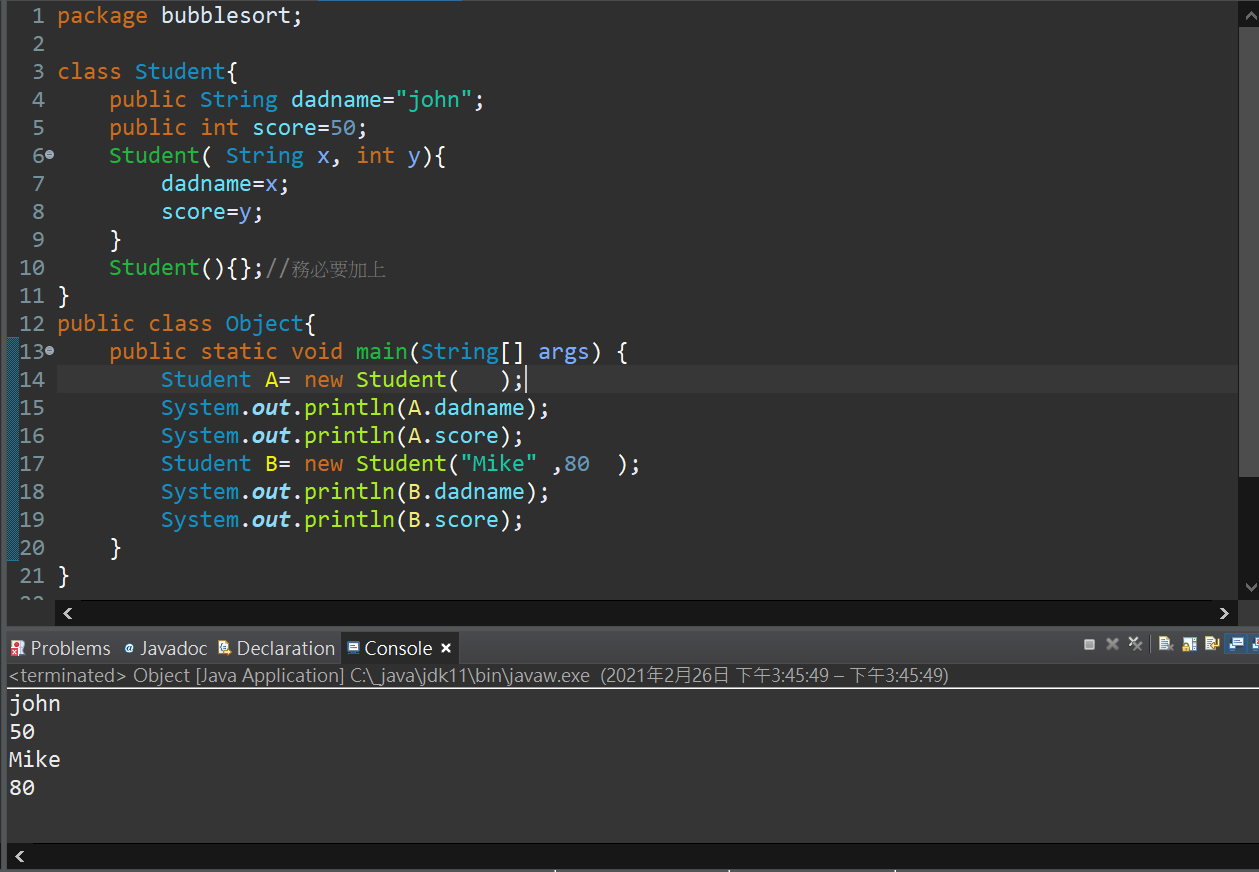 1 package bubblesort;
2
3 class Student{
4     public String dadname="john";
5     public int score=50;
6     Student( String x, int y){
7         dadname=x;
8         score=y;
9     }
10     Student(){};//務必要加上
11 }
12 public class Object{
13     public static void main(String[] args) {
14         Student A= new Student(   );
15         System.out.println(A.dadname);
16         System.out.println(A.score);
17         Student B= new Student("Mike" ,80  );
18         System.out.println(B.dadname);
19         System.out.println(B.score);
20     }
21 }
Problems @ Javadoc Declaration Console
<terminated> Object [Java Application] C:\_java\jdk11\bin\javaw.exe (2021年2月26日 下午3:45:49 – 下午3:45:49)
john
50
Mike
80